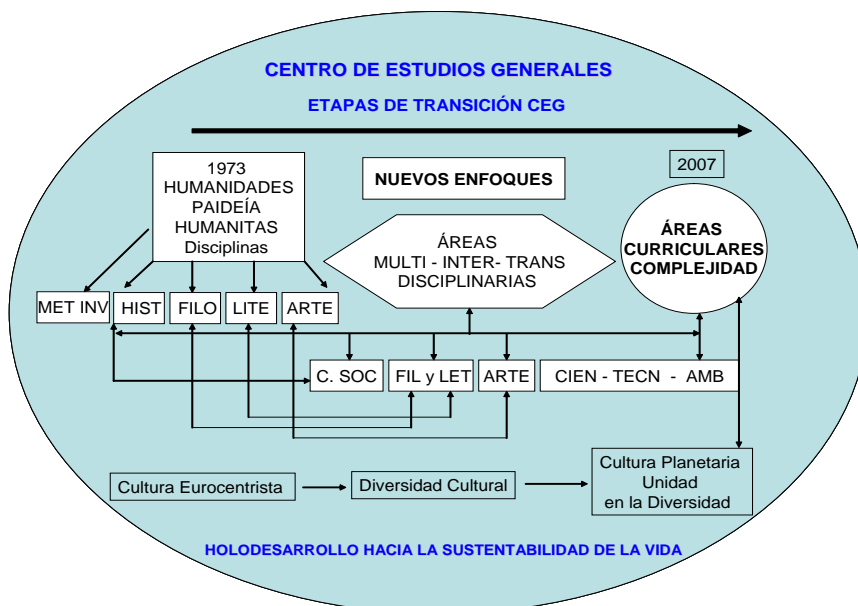 CENTRO DE ESTUDIOS GENERALES
ETAPAS DE TRANSICIÓN CEG
1973
HUMANIDADES
PAIDEÍA
HUMANITAS
Disciplinas
NUEVOS ENFOQUES
2007
ÁREAS
MULTI - INTER- TRANS
DISCIPLINARIAS
ÁREAS
CURRICULARES
COMPLEJIDAD
MET INV
HIST
FILO
LITE
ARTE
C. SOC
FIL y LET
ARTE
CIEN - TECN - AMB
Cultura Eurocentrista
Diversidad Cultural
Cultura Planetaria
Unidad
en la Diversidad
HOLODESARROLLO HACIA LA SUSTENTABILIDAD DE LA VIDA